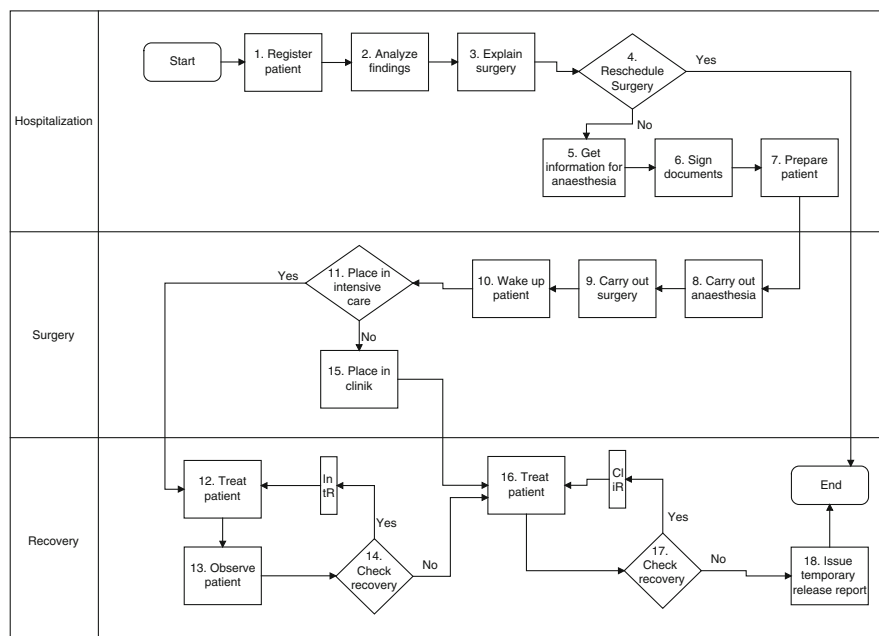 Hospitalization
Start
1. Register
patient
2. Analyze
findings
3. Explain
surgery
4.
Reschedule
Surgery
Yes
No
5. Get
information for
anaesthesia
6. Sign
documents
7. Prepare
patient
Surgery
Yes
11. Place in
intensive
care
10. Wake up
patient
9. Carry out
surgery
8. Carry out
anaesthesia
No
15. Place in
clinik
Recovery
12. Treat
patient
In
tR
Yes
13. Observe
patient
14.
Check
recovery
No
16. Treat
patient
Cl
iR
Yes
17.
Check
recovery
No
End
18. Issue
temporary
release report